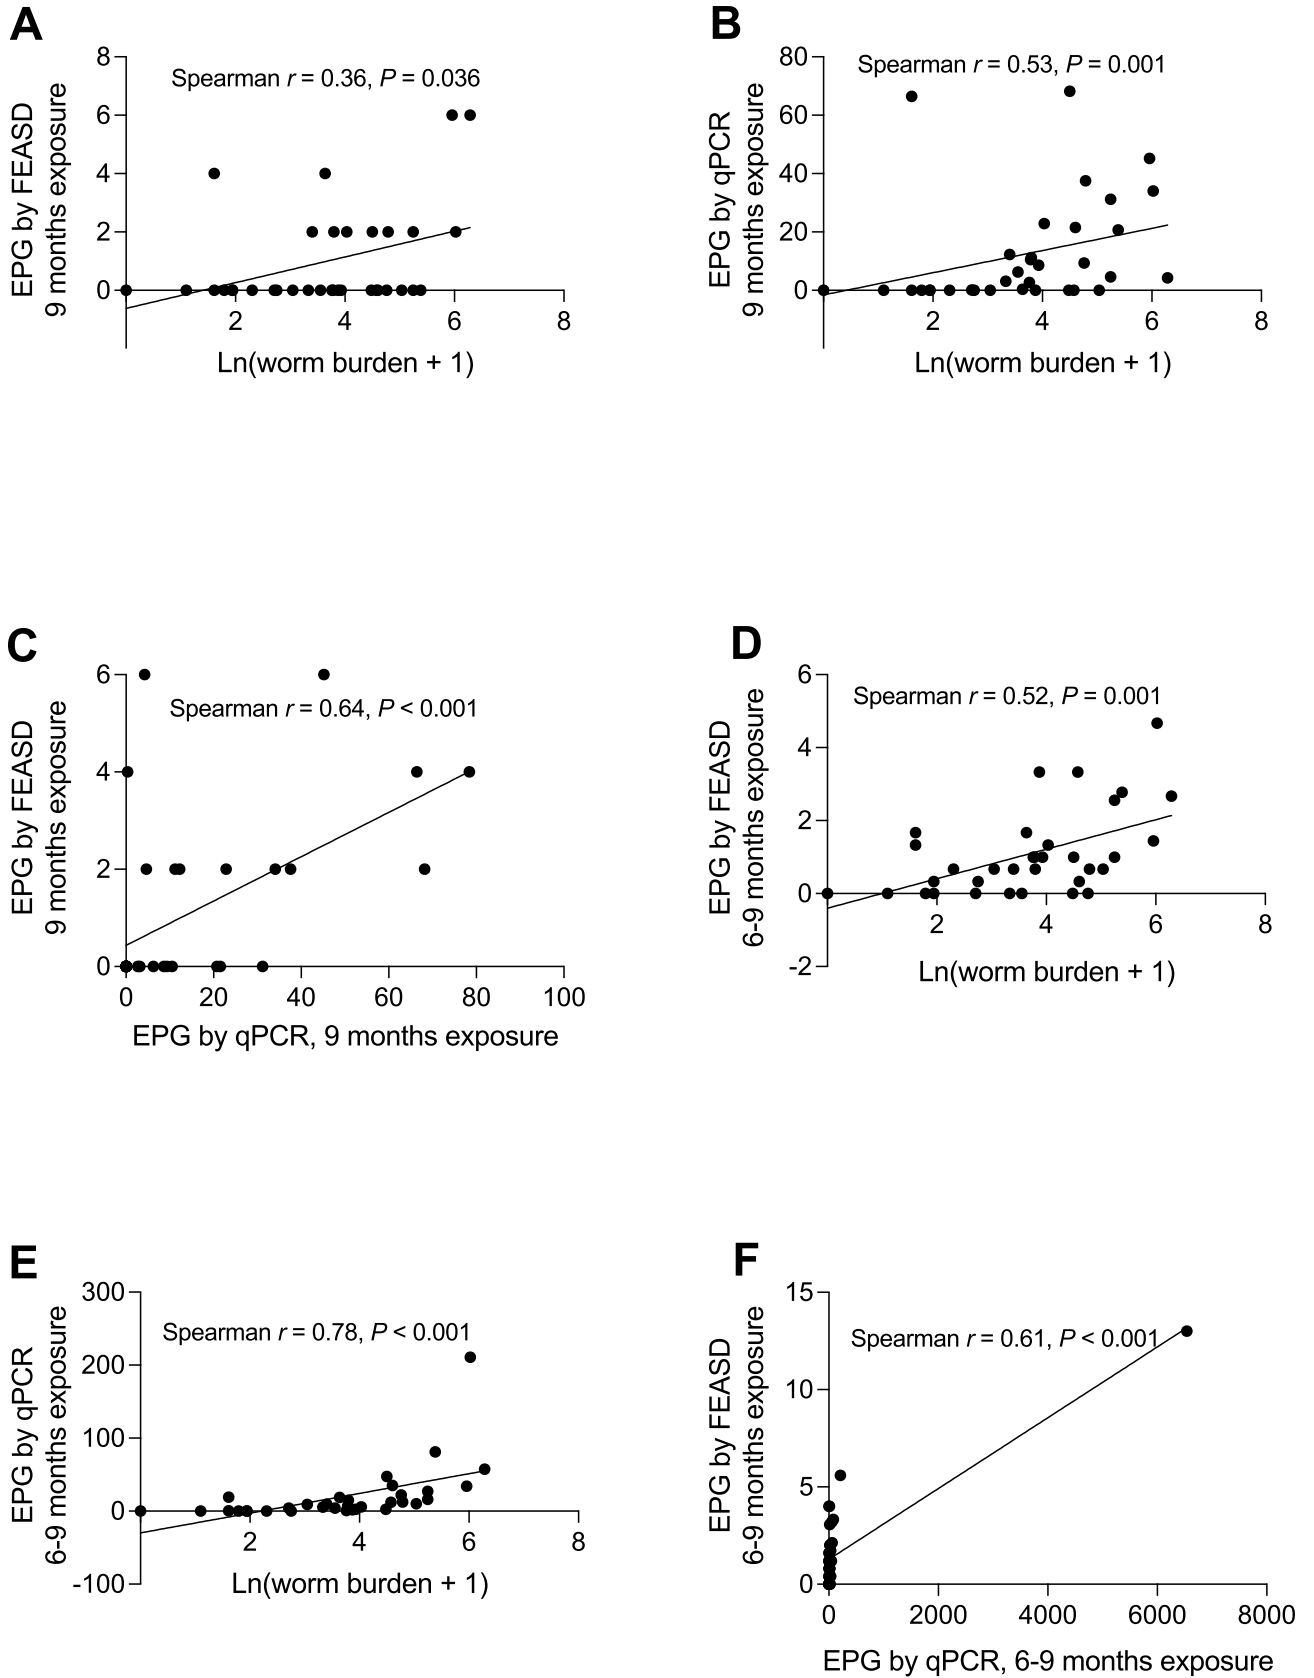 A
Spearman r = 0.36, P = 0.036
EPG by FEASD
9 months exposure
8
6
4
2
0
2 4 6 8
Ln(worm burden + 1)
B
Spearman r = 0.53, P = 0.001
EPG by qPCR
9 months exposure
80
60
40
20
0
2 4 6 8
Ln(worm burden + 1)
C
Spearman r = 0.64, P < 0.001
EPG by FEASD
9 months exposure
6
4
2
0
0 20 40 60 80 100
EPG by qPCR, 9 months exposure
D
Spearman r = 0.52, P = 0.001
EPG by FEASD
6-9 months exposure
6
4
2
0
-2
2 4 6 8
Ln(worm burden + 1)
E
Spearman r = 0.78, P < 0.001
EPG by qPCR
6-9 months exposure
300
200
100
0
-100
2 4 6 8
Ln(worm burden + 1)
F
Spearman r = 0.61, P < 0.001
EPG by FEASD
6-9 months exposure
15
10
5
0
0 2000 4000 6000 8000
EPG by qPCR, 6-9 months exposure